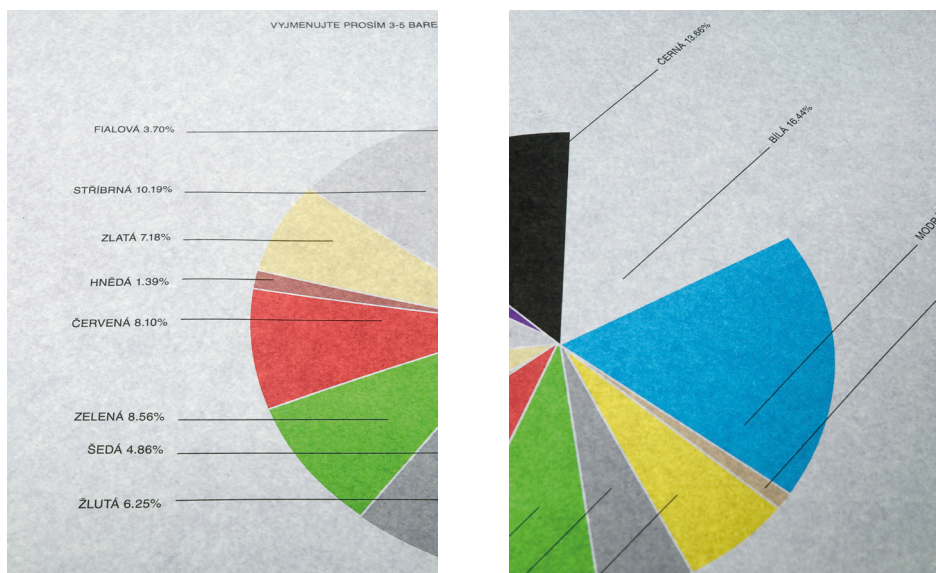 VYJMENUJTE PROSÍM 3-5 BARE
FIALOVÁ 3.70%
STŘÍBRNÁ 10.19%
ZLATÁ 7.18%
HNĚDÁ 1.39%
ČERVENÁ 8.10%
ZELENÁ 8.56%
ŠEDÁ 4.86%
ŽLUTÁ 6.25%
ČERNÁ 13.66%
BÍLÁ 16.44%
MODR